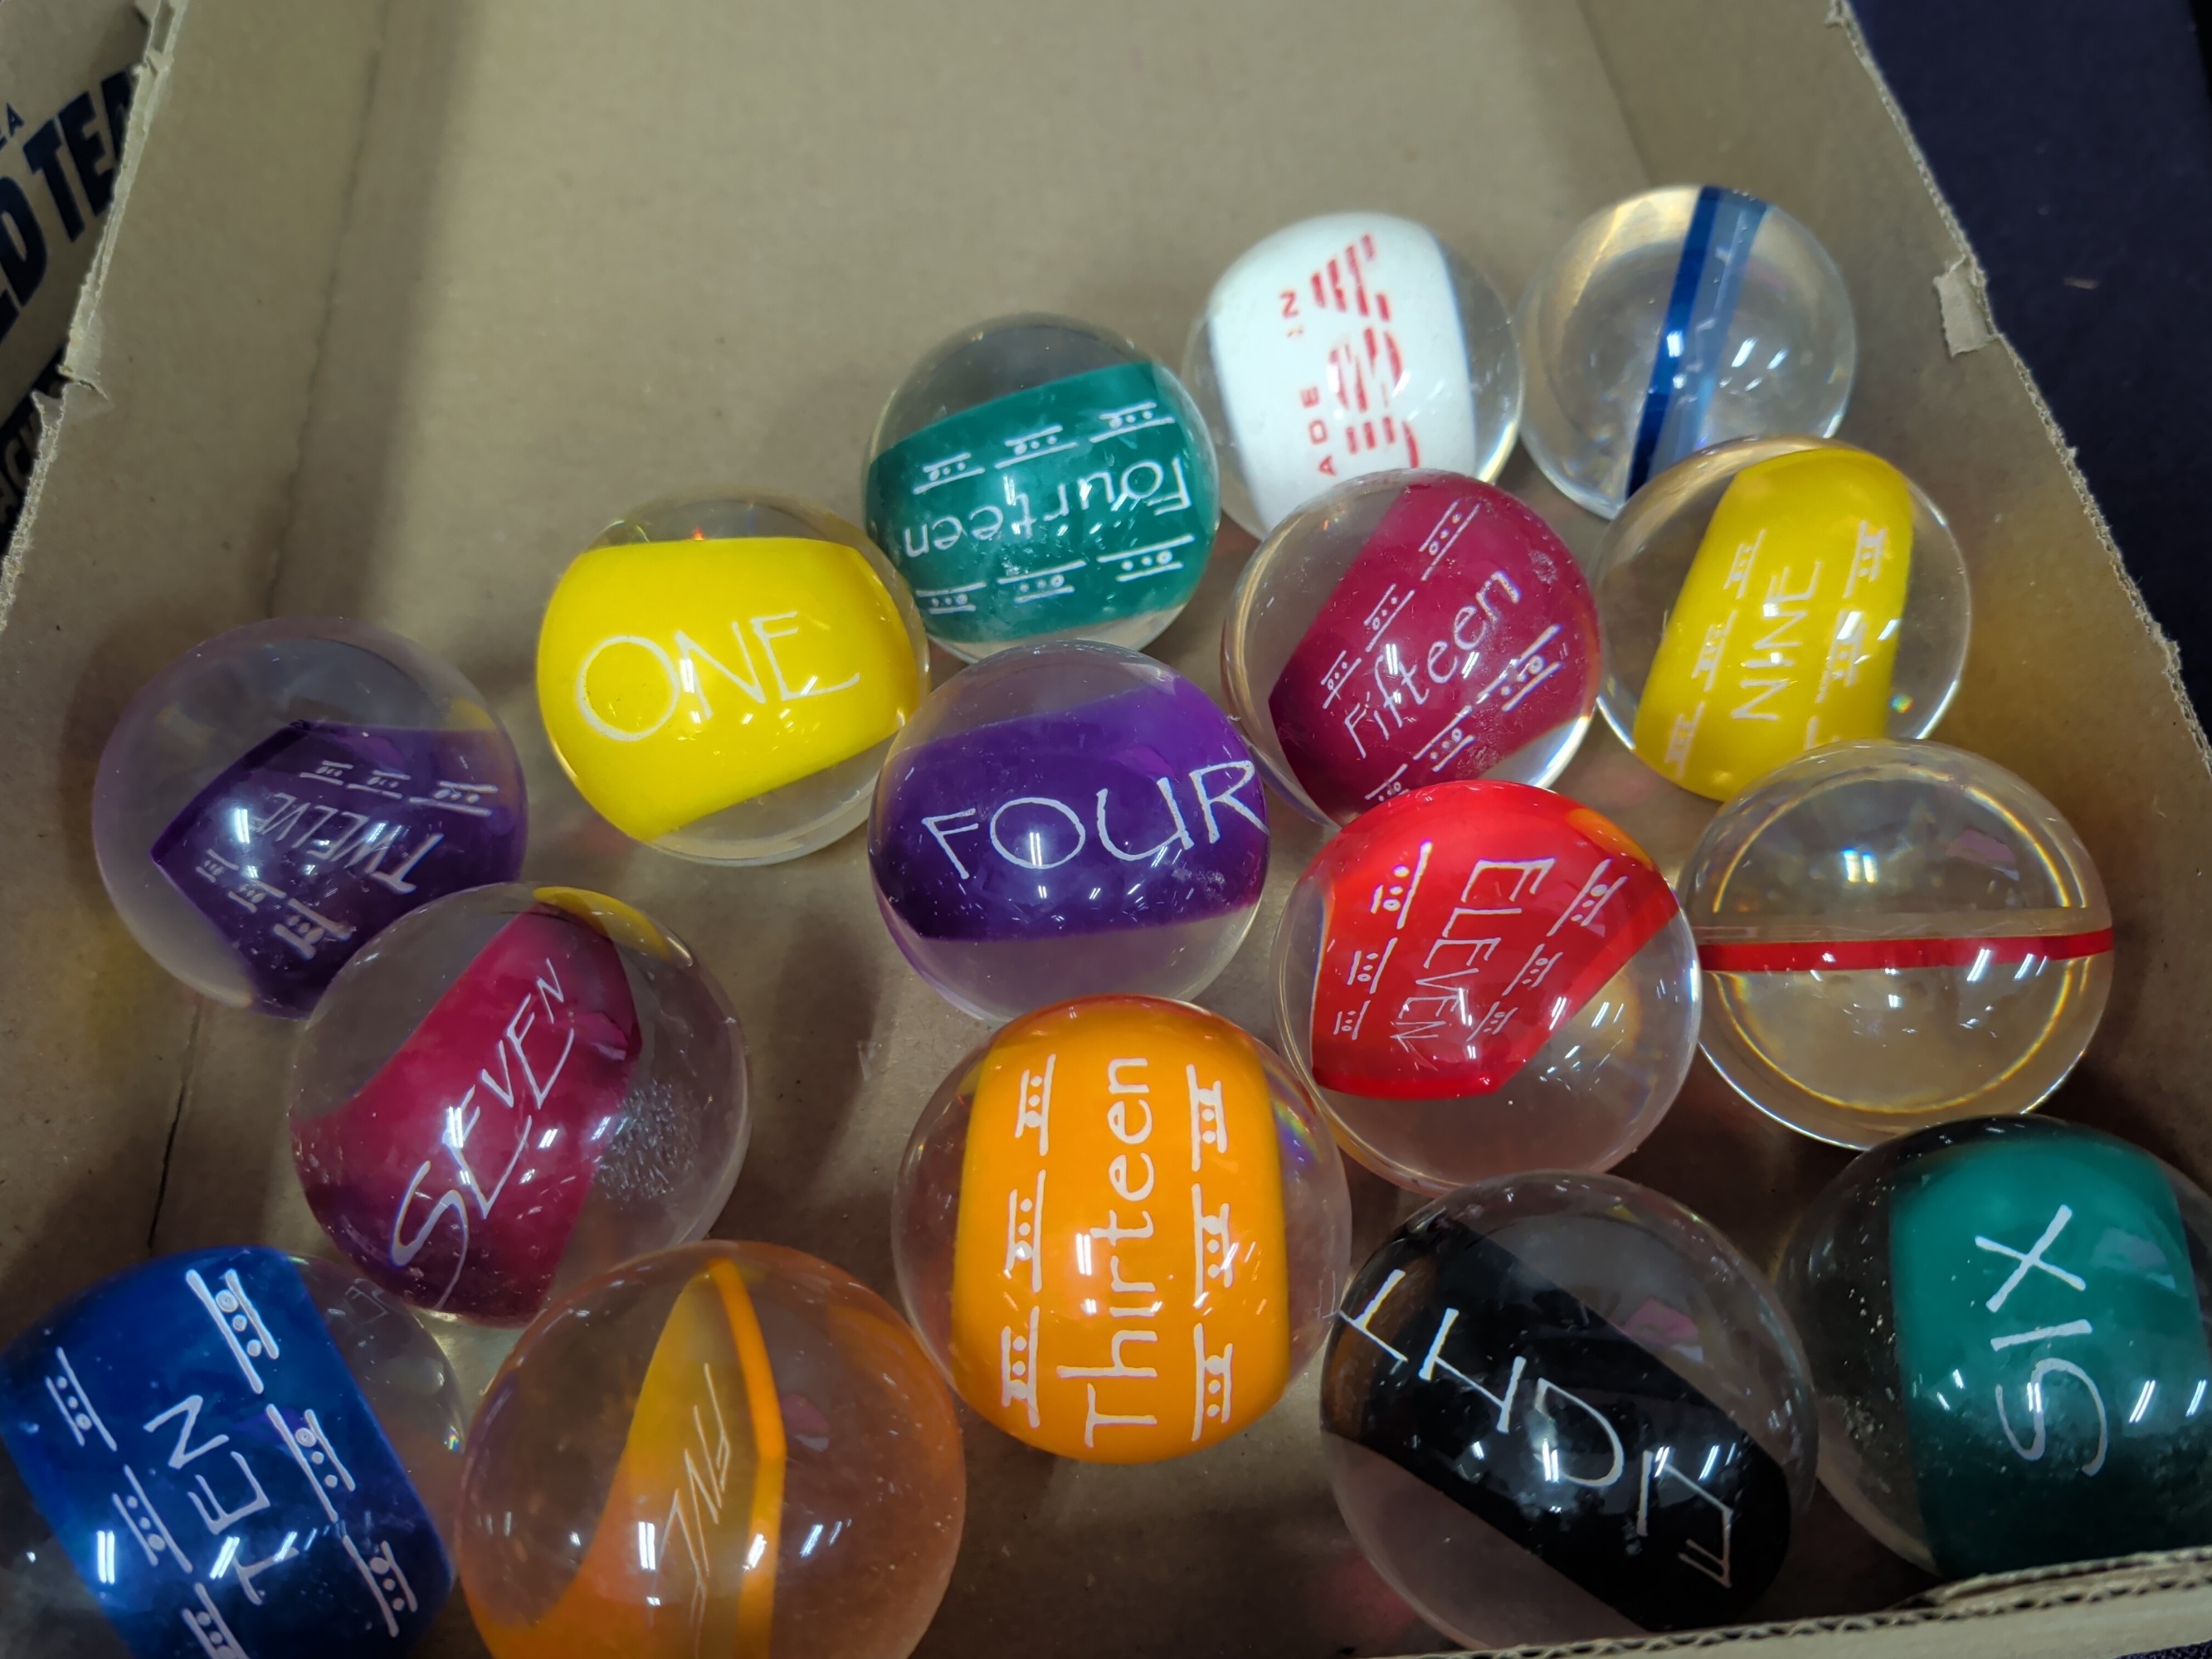 Fourteen
ONE
Fifteen
NINE
TWELVE
FOUR
ELEVEN
SEVEN
Thirteen
SIX
EIGHT
TEN